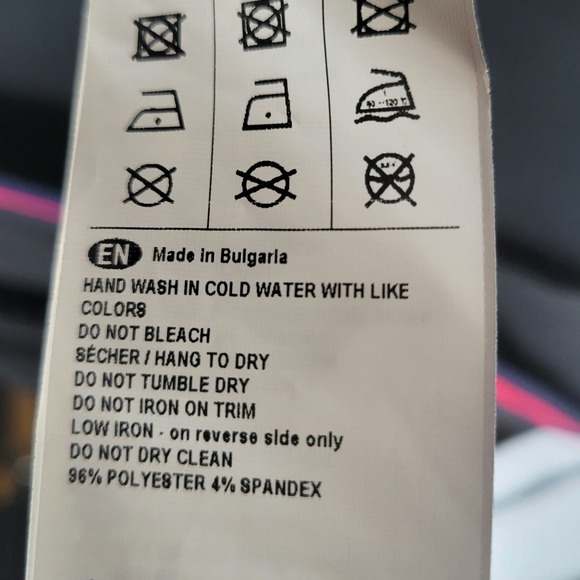 EN Made in Bulgaria
HAND WASH IN COLD WATER WITH LIKE
COLORS
DO NOT BLEACH
SÉCHER / HANG TO DRY
DO NOT TUMBLE DRY
DO NOT IRON ON TRIM
LOW IRON - on reverse side only
DO NOT DRY CLEAN
96% POLYESTER 4% SPANDEX